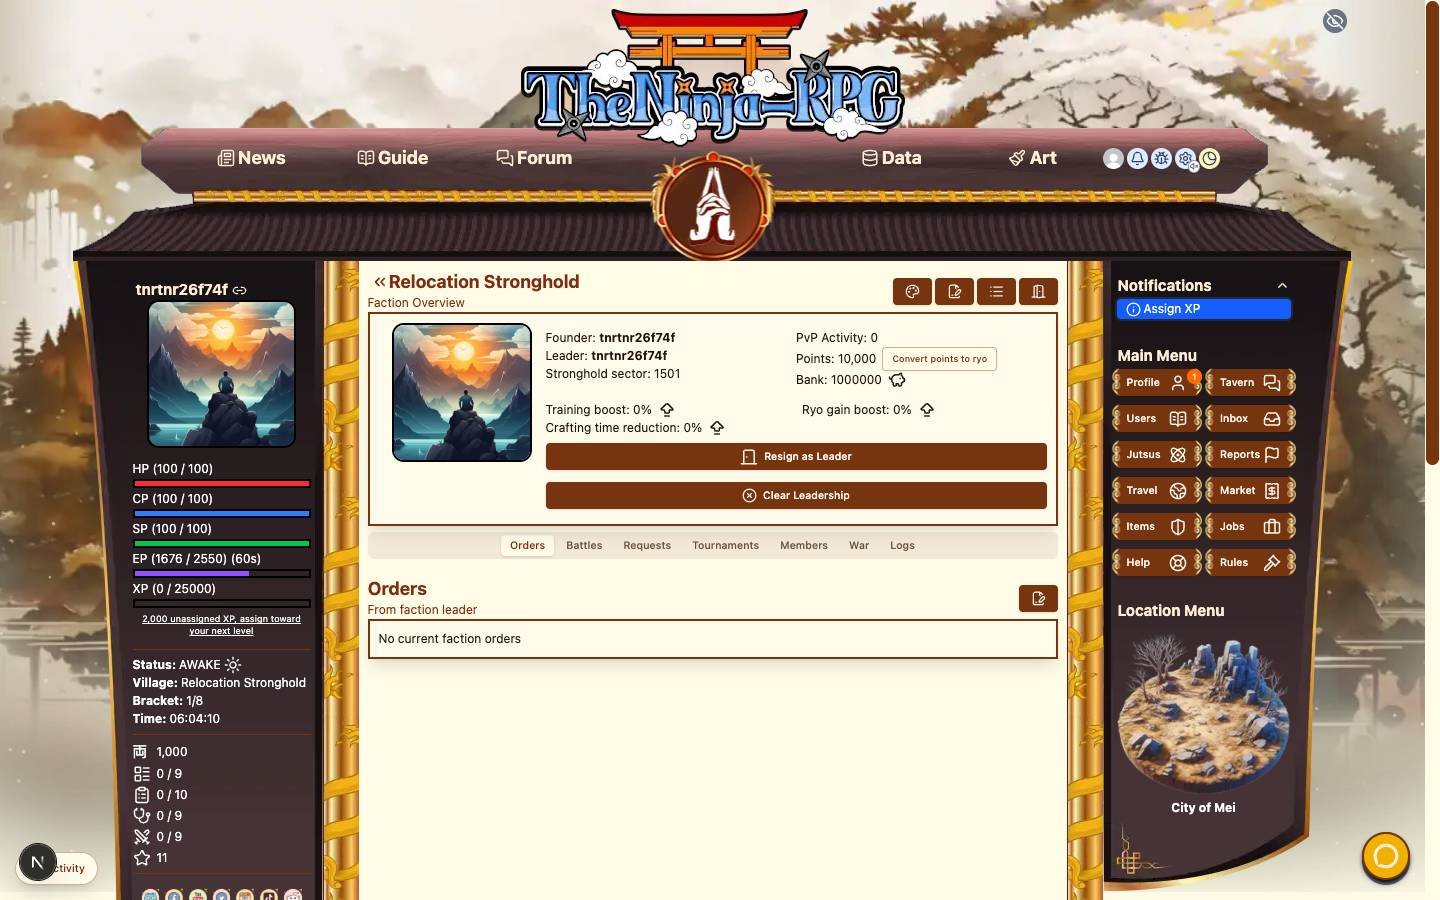 TheNinja-RPG
News
Guide
Forum
Data
Art
tnrtnr26f74f
HP (100 / 100)
CP (100 / 100)
SP (100 / 100)
EP (1676 / 2550) (60s)
XP (0 / 25000)
2,000 unassigned XP, assign toward
your next level
Status: AWAKE
Village: Relocation Stronghold
Bracket: 1/8
Time: 06:04:10
両 1,000
0 / 9
0 / 10
0 / 9
0 / 9
11
N
ctivity
Relocation Stronghold
Faction Overview
Founder: tnrtnr26f74f
Leader: tnrtnr26f74f
Stronghold sector: 1501
PvP Activity: 0
Points: 10,000 Convert points to ryo
Bank: 1000000
Training boost: 0%
Ryo gain boost: 0%
Crafting time reduction: 0%
Resign as Leader
Clear Leadership
Orders Battles Requests Tournaments Members War Logs
Orders
From faction leader
No current faction orders
Notifications
Assign XP
Main Menu
Profile 1
Tavern
Users
Inbox
Jutsus
Reports
Travel
Market
Items
Jobs
Help
Rules
Location Menu
City of Mei